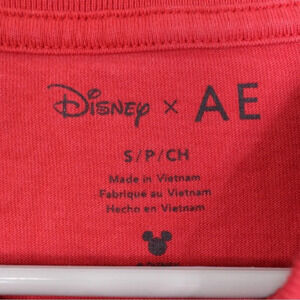 Disney × AE
S/P/CH
Made in Vietnam
Fabriqué au Vietnam
Hecho en Vietnam